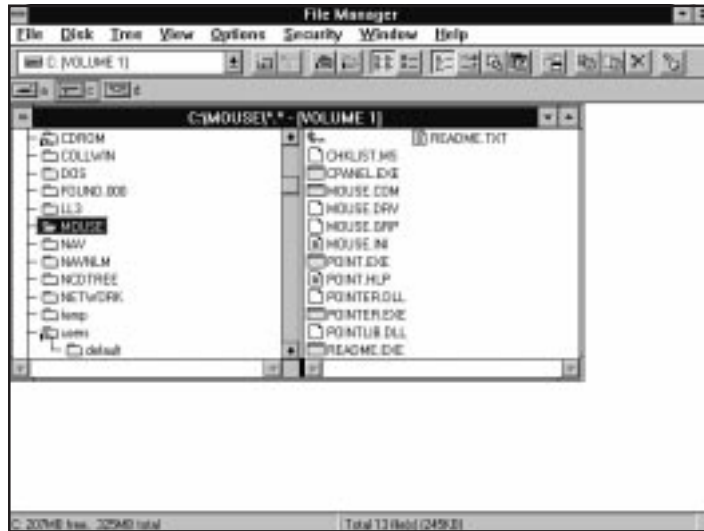 File Manager
File Disk Tree View Options Security Window Help
C: [VOLUME 1]
a c d
C:\MOUSE\*.* - [VOLUME 1]
CDROM
COLLWIN
DOS
FOUND.000
LL3
MOUSE
NAV
NAVNLM
NCDTREE
NETWORK
temp
users
default
..
README.TXT
CHKLIST.MS
CPANEL.EXE
MOUSE.COM
MOUSE.DRV
MOUSE.GRP
MOUSE.INI
POINT.EXE
POINT.HLP
POINTER.DLL
POINTER.EXE
POINTLIB.DLL
README.EXE
C: 207MB free, 325MB total
Total 13 file(s) (245KB)